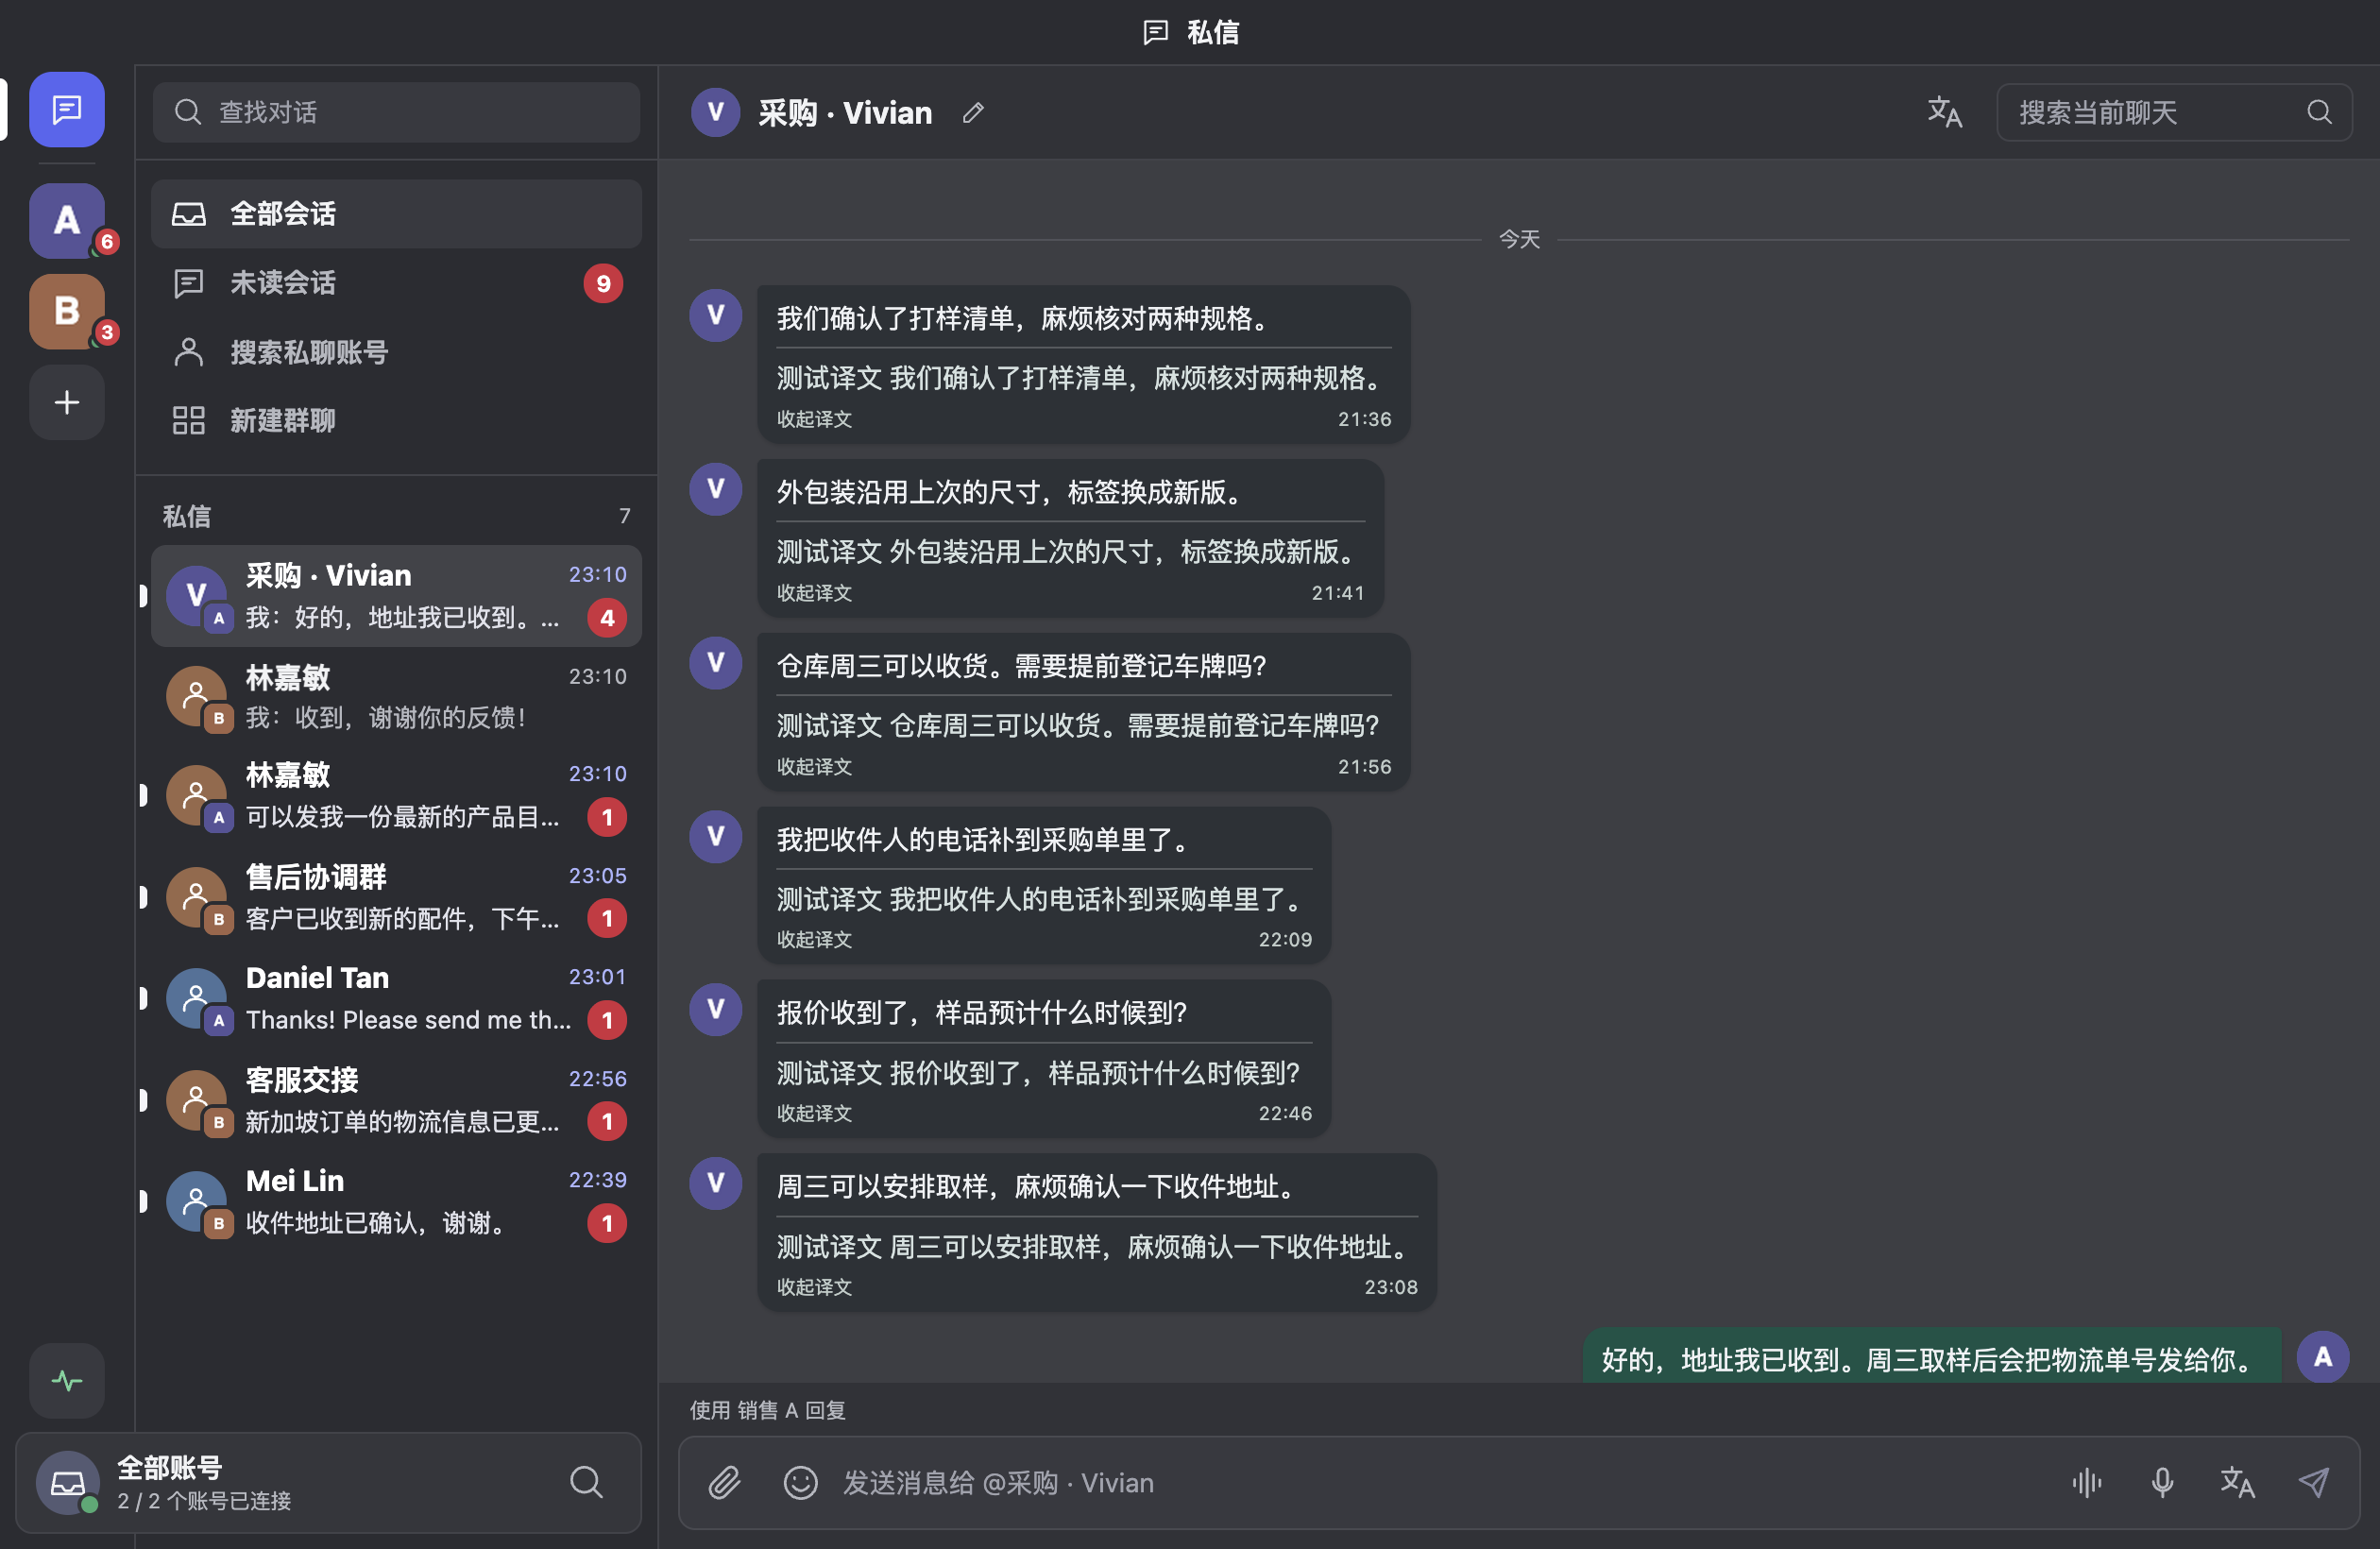 私信
查找对话
A
6
B
3
全部会话
未读会话
9
搜索私聊账号
新建群聊
私信
7
V
A
采购 · Vivian
23:10
我：好的，地址我已收到。...
4
B
林嘉敏
23:10
我：收到，谢谢你的反馈！
A
林嘉敏
23:10
可以发我一份最新的产品目...
1
B
售后协调群
23:05
客户已收到新的配件，下午...
1
A
Daniel Tan
23:01
Thanks! Please send me th...
1
B
客服交接
22:56
新加坡订单的物流信息已更...
1
B
Mei Lin
22:39
收件地址已确认，谢谢。
1
全部账号
2 / 2 个账号已连接
V
采购 · Vivian
文A
搜索当前聊天
今天
V
我们确认了打样清单，麻烦核对两种规格。
测试译文 我们确认了打样清单，麻烦核对两种规格。
收起译文
21:36
V
外包装沿用上次的尺寸，标签换成新版。
测试译文 外包装沿用上次的尺寸，标签换成新版。
收起译文
21:41
V
仓库周三可以收货。需要提前登记车牌吗？
测试译文 仓库周三可以收货。需要提前登记车牌吗？
收起译文
21:56
V
我把收件人的电话补到采购单里了。
测试译文 我把收件人的电话补到采购单里了。
收起译文
22:09
V
报价收到了，样品预计什么时候到？
测试译文 报价收到了，样品预计什么时候到？
收起译文
22:46
V
周三可以安排取样，麻烦确认一下收件地址。
测试译文 周三可以安排取样，麻烦确认一下收件地址。
收起译文
23:08
好的，地址我已收到。周三取样后会把物流单号发给你。
A
使用 销售 A 回复
发送消息给 @采购 · Vivian
文A